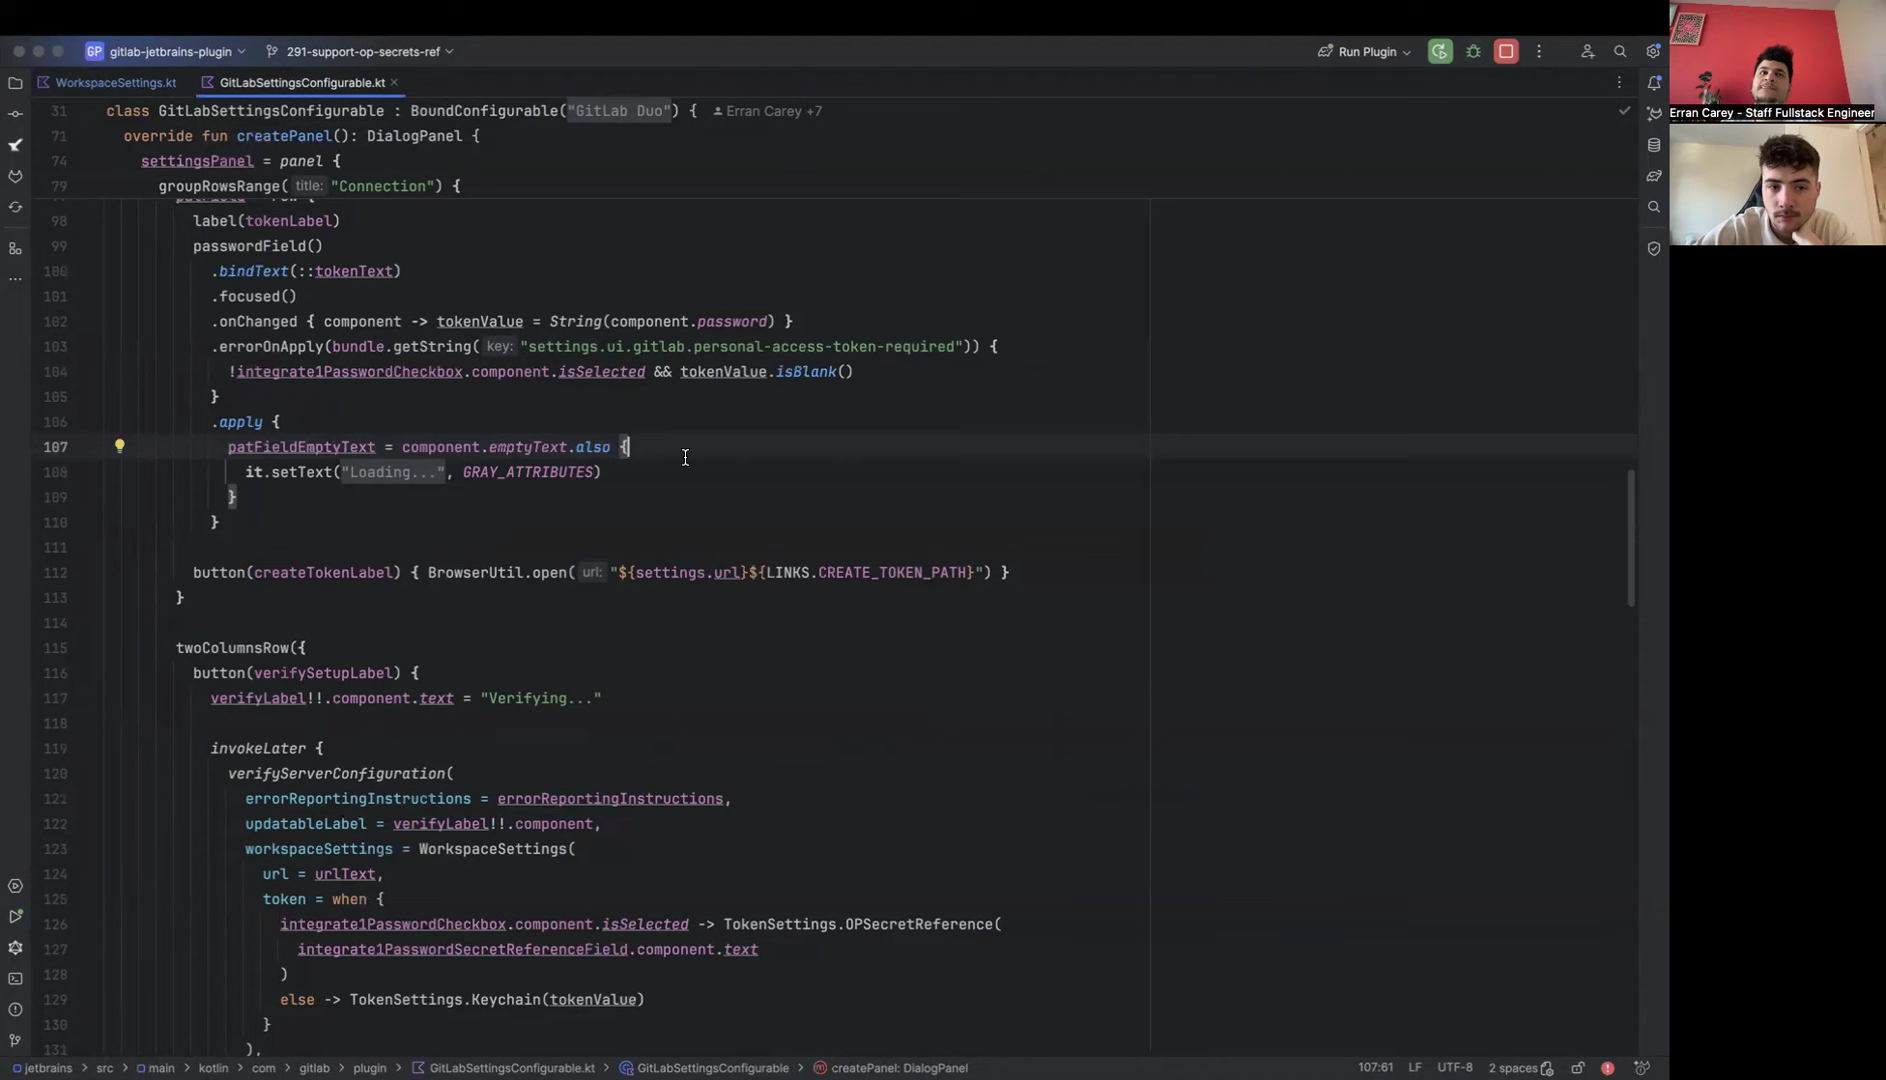 GP gitlab-jetbrains-plugin 291-support-op-secrets-ref Run Plugin
WorkspaceSettings.kt GitLabSettingsConfigurable.kt
31 class GitLabSettingsConfigurable : BoundConfigurable("GitLab Duo") { Erran Carey +7
71 override fun createPanel(): DialogPanel {
74 settingsPanel = panel {
79 groupRowsRange( title: "Connection") {
98 label(tokenLabel)
99 passwordField()
100 .bindText(::tokenText)
101 .focused()
102 .onChanged { component -> tokenValue = String(component.password) }
103 .errorOnApply(bundle.getString( key: "settings.ui.gitlab.personal-access-token-required")) {
104 !integrate1PasswordCheckbox.component.isSelected && tokenValue.isBlank()
105 }
106 .apply {
107 patFieldEmptyText = component.emptyText.also {
108 it.setText("Loading...", GRAY_ATTRIBUTES)
109 }
110 }
111
112 button(createTokenLabel) { BrowserUtil.open( url: "${settings.url}${LINKS.CREATE_TOKEN_PATH}") }
113 }
114
115 twoColumnsRow({
116 button(verifySetupLabel) {
117 verifyLabel!!.component.text = "Verifying..."
118
119 invokeLater {
120 verifyServerConfiguration(
121 errorReportingInstructions = errorReportingInstructions,
122 updatableLabel = verifyLabel!!.component,
123 workspaceSettings = WorkspaceSettings(
124 url = urlText,
125 token = when {
126 integrate1PasswordCheckbox.component.isSelected -> TokenSettings.OPSecretReference(
127 integrate1PasswordSecretReferenceField.component.text
128 )
129 else -> TokenSettings.Keychain(tokenValue)
130 }
131 ),
jetbrains src main kotlin com gitlab plugin GitLabSettingsConfigurable.kt GitLabSettingsConfigurable createPanel: DialogPanel 107:61 LF UTF-8 2 spaces
Erran Carey - Staff Fullstack Engineer